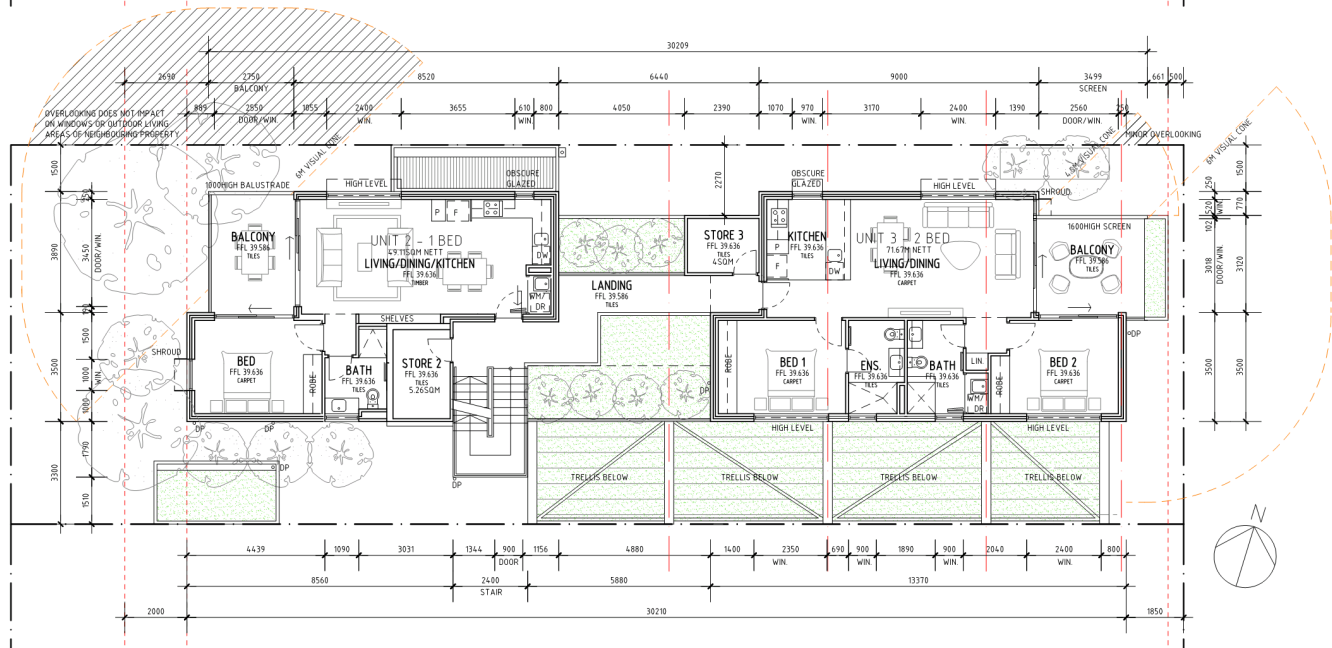 30209
2690
2750
8520
6440
9000
3499
661
500
BALCONY
SCREEN
889
2550
1055
2400
3655
610
800
4050
2390
1070
970
3170
2400
1390
2560
250
DOOR/WIN.
WIN.
WIN.
WIN.
WIN.
DOOR/WIN.
OVERLOOKING DOES NOT IMPACT
ON WINDOWS OR OUTDOOR LIVING
AREAS OF NEIGHBOURING PROPERTY
6M VISUAL CONE
4.5M VISUAL CONE
MINOR OVERLOOKING
6M VISUAL CONE
1000HIGH BALUSTRADE
HIGH LEVEL
OBSCURE
GLAZED
2270
OBSCURE
GLAZED
HIGH LEVEL
SHROUD
1500
3890
3450
DOOR/WIN.
3500
1500
1000
WIN.
1000
3300
1790
1510
BALCONY
FFL 39.586
TILES
UNIT 2 - 1 BED
49.11SQM NETT
LIVING/DINING/KITCHEN
FFL 39.636
TIMBER
P
F
DW
WM/
DR
SHELVES
STORE 3
FFL 39.636
TILES
4SQM
LANDING
FFL 39.586
TILES
KITCHEN
FFL 39.636
TILES
P
F
DW
UNIT 3 - 2 BED
71.67M NETT
LIVING/DINING
FFL 39.636
CARPET
1600HIGH SCREEN
BALCONY
FFL 39.586
TILES
250
520
WIN.
102
3018
DOOR/WIN.
1500
770
3120
3500
3500
SHROUD
BED
FFL 39.636
CARPET
ROBE
BATH
FFL 39.636
TILES
STORE 2
FFL 39.636
TILES
5.26SQM
DP
ROBE
BED 1
FFL 39.636
CARPET
ENS.
FFL 39.636
TILES
BATH
FFL 39.636
TILES
LIN.
WM/
DR
ROBE
BED 2
FFL 39.636
CARPET
DP
DP
DP
DP
DP
HIGH LEVEL
HIGH LEVEL
TRELLIS BELOW
TRELLIS BELOW
TRELLIS BELOW
TRELLIS BELOW
N
4439
1090
3031
1344
900
1156
4880
1400
2350
690
900
1890
900
2040
2400
800
DOOR
WIN.
WIN.
WIN.
WIN.
8560
2400
5880
13370
STAIR
2000
30210
1850